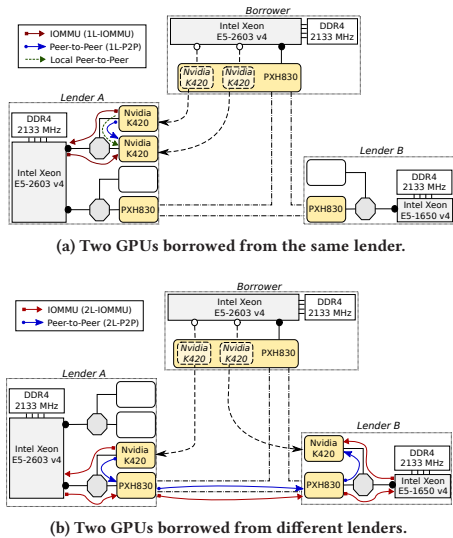 IOMMU (1L-IOMMU)
Peer-to-Peer (1L-P2P)
Local Peer-to-Peer
Borrower
Intel Xeon
E5-2603 v4
DDR4
2133 MHz
Nvidia
K420
Nvidia
K420
PXH830
Lender A
DDR4
2133 MHz
Intel Xeon
E5-2603 v4
Nvidia
K420
Nvidia
K420
PXH830
Lender B
DDR4
2133 MHz
PXH830
Intel Xeon
E5-1650 v4
(a) Two GPUs borrowed from the same lender.
IOMMU (2L-IOMMU)
Peer-to-Peer (2L-P2P)
Borrower
Intel Xeon
E5-2603 v4
DDR4
2133 MHz
Nvidia
K420
Nvidia
K420
PXH830
Lender A
DDR4
2133 MHz
Intel Xeon
E5-2603 v4
Nvidia
K420
PXH830
Lender B
Nvidia
K420
DDR4
2133 MHz
PXH830
Intel Xeon
E5-1650 v4
(b) Two GPUs borrowed from different lenders.